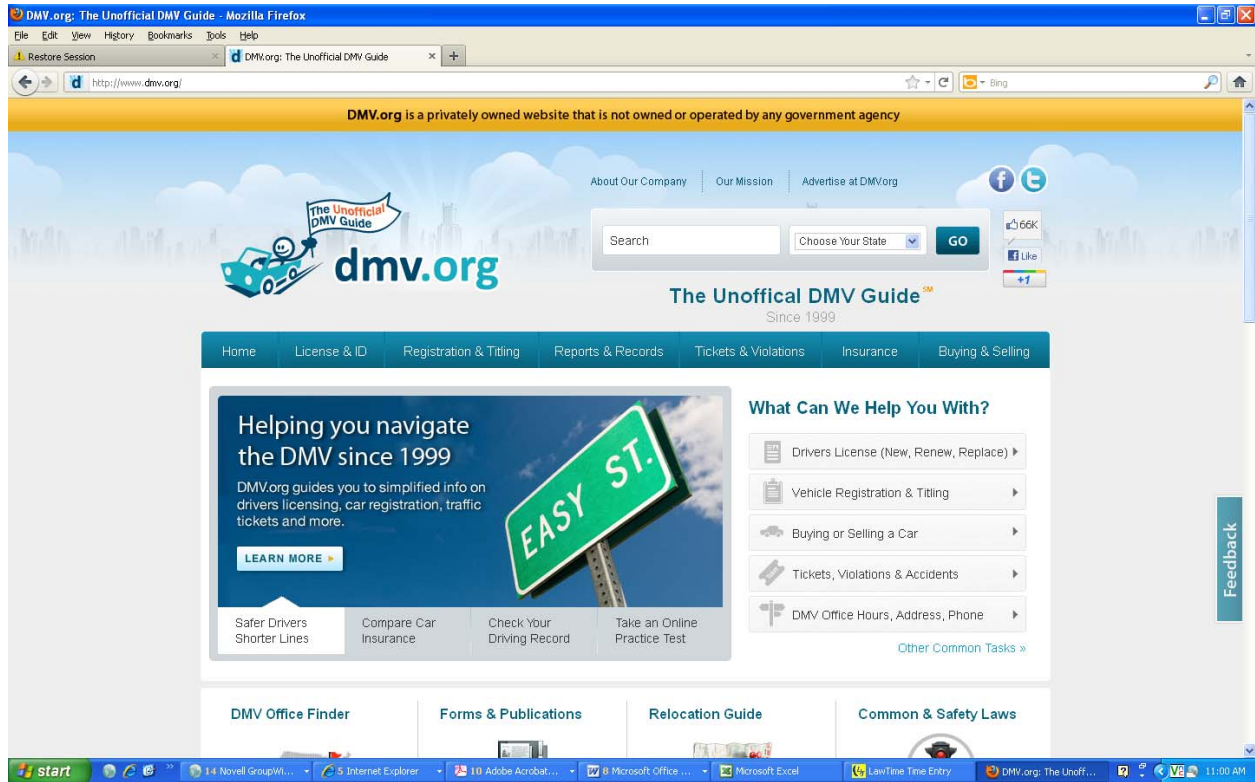 DMV.org: The Unofficial DMV Guide - Mozilla Firefox
File Edit View History Bookmarks Tools Help
Restore Session
DMV.org: The Unofficial DMV Guide
http://www.dmv.org/
Bing
DMV.org is a privately owned website that is not owned or operated by any government agency
About Our Company
Our Mission
Advertise at DMV.org
The Unofficial
DMV Guide
dmv.org
Search
Choose Your State
GO
66K
Like
+1
The Unoffical DMV Guide SM
Since 1999
Home
License & ID
Registration & Titling
Reports & Records
Tickets & Violations
Insurance
Buying & Selling
Helping you navigate
the DMV since 1999
DMV.org guides you to simplified info on
drivers licensing, car registration, traffic
tickets and more.
LEARN MORE
EASY ST.
Safer Drivers
Shorter Lines
Compare Car
Insurance
Check Your
Driving Record
Take an Online
Practice Test
What Can We Help You With?
Drivers License (New, Renew, Replace)
Vehicle Registration & Titling
Buying or Selling a Car
Tickets, Violations & Accidents
DMV Office Hours, Address, Phone
Other Common Tasks »
Feedback
DMV Office Finder
Forms & Publications
Relocation Guide
Common & Safety Laws
start
14 Novell GroupWi...
5 Internet Explorer
10 Adobe Acrobat...
8 Microsoft Office ...
Microsoft Excel
LawTime Time Entry
DMV.org: The Unoff...
11:00 AM